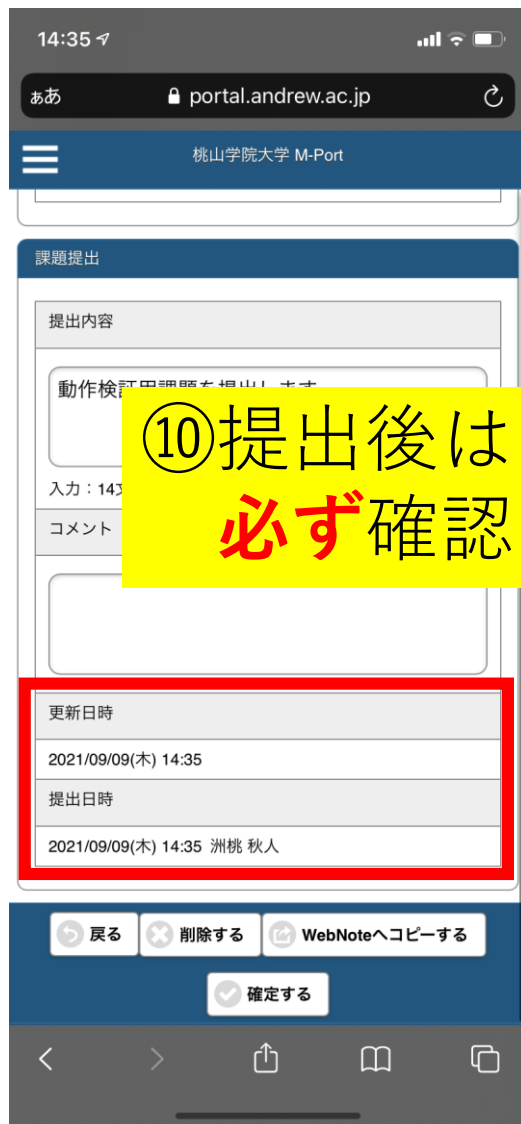 14:35
ああ portal.andrew.ac.jp
桃山学院大学 M-Port
課題提出
提出内容
動作検証用課題を提出します
⑩提出後は
必ず確認
入力:14
コメント
更新日時
2021/09/09(木) 14:35
提出日時
2021/09/09(木) 14:35 洲桃 秋人
戻る 削除する WebNoteへコピーする
確定する